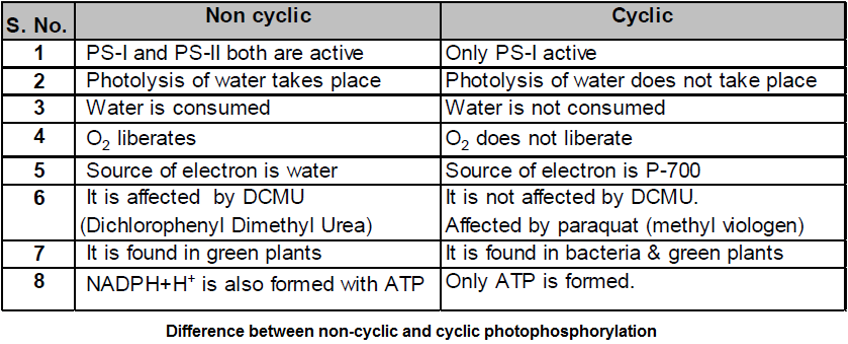 S. No. Non cyclic Cyclic
1 PS-I and PS-II both are active Only PS-I active
2 Photolysis of water takes place Photolysis of water does not take place
3 Water is consumed Water is not consumed
4 O₂ liberates O₂ does not liberate
5 Source of electron is water Source of electron is P-700
6 It is affected by DCMU It is not affected by DCMU.
(Dichlorophenyl Dimethyl Urea) Affected by paraquat (methyl viologen)
7 It is found in green plants It is found in bacteria & green plants
8 NADPH+H⁺ is also formed with ATP Only ATP is formed.
Difference between non-cyclic and cyclic photophosphorylation